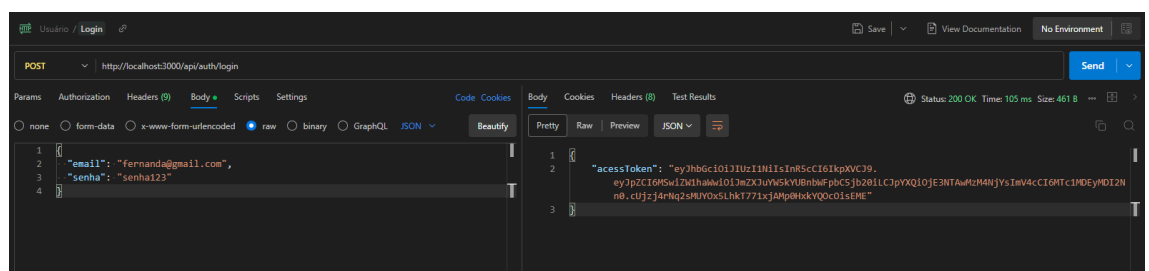 HTTP Usuário / Login
Save
View Documentation
No Environment
POST
http://localhost:3000/api/auth/login
Send
Params Authorization Headers (9) Body Scripts Settings
Code Cookies
none form-data x-www-form-urlencoded raw binary GraphQL JSON
Beautify
1 {
2 "email": "fernanda@gmail.com",
3 "senha": "senha123"
4 }
Body Cookies Headers (8) Test Results
Status: 200 OK Time: 105 ms Size: 461 B
Pretty Raw Preview JSON
1 {
2 "acessToken": "eyJhbGciOiJIUzI1NiIsInR5cCI6IkpXVCJ9.
eyJpZCI6MSwiZW1haWwiOiJmZXJuYW5kYUBnbWFpbC5jb20iLCJpYXQiOjE3NTAwMzM4NjYsImV4cCI6MTc1MDEyMDI2N
n0.cUjzj4rNq2sMUYOx5LhkT771xjAMp0HxkYQOcOisEME"
3 }